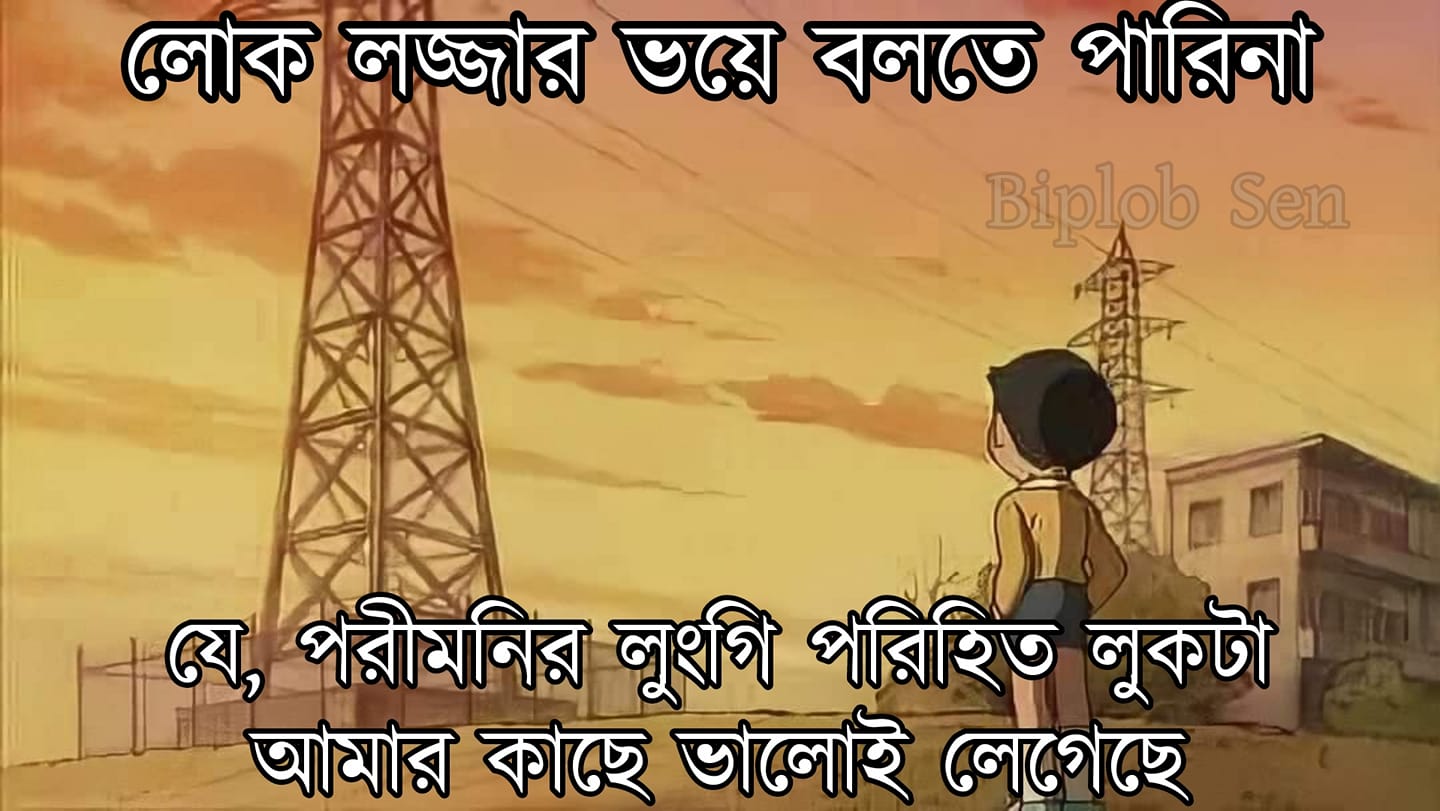 লোক লজ্জার ভয়ে বলতে পারিনা
Biplob Sen
যে, পরীমনির লুংগি পরিহিত লুকটা
আমার কাছে ভালোই লেগেছে